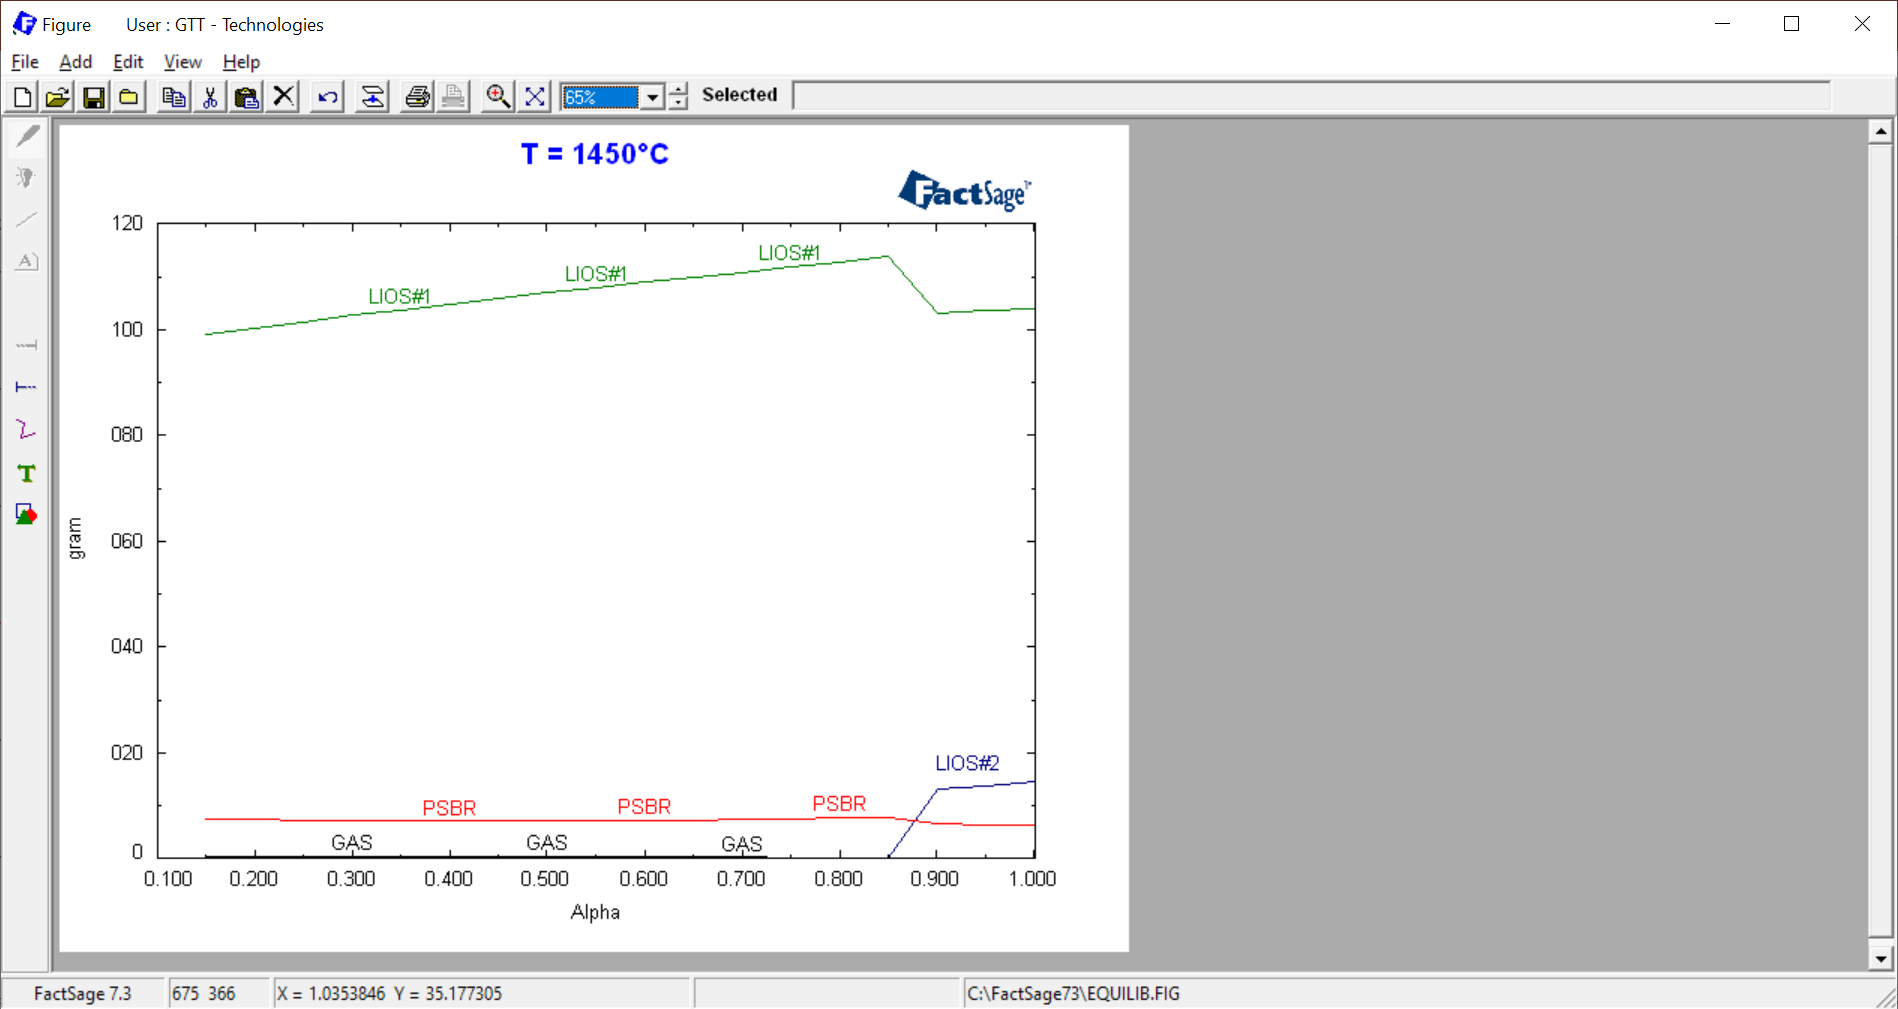 Figure User : GTT - Technologies
File Add Edit View Help
65% Selected
T = 1450°C
FactSage™
120
100
080
060
040
020
0
gram
LIOS#1 LIOS#1 LIOS#1
LIOS#2
PSBR PSBR PSBR
GAS GAS GAS
0.100 0.200 0.300 0.400 0.500 0.600 0.700 0.800 0.900 1.000
Alpha
FactSage 7.3 675 366 X = 1.0353846 Y = 35.177305 C:\FactSage73\EQUILIB.FIG